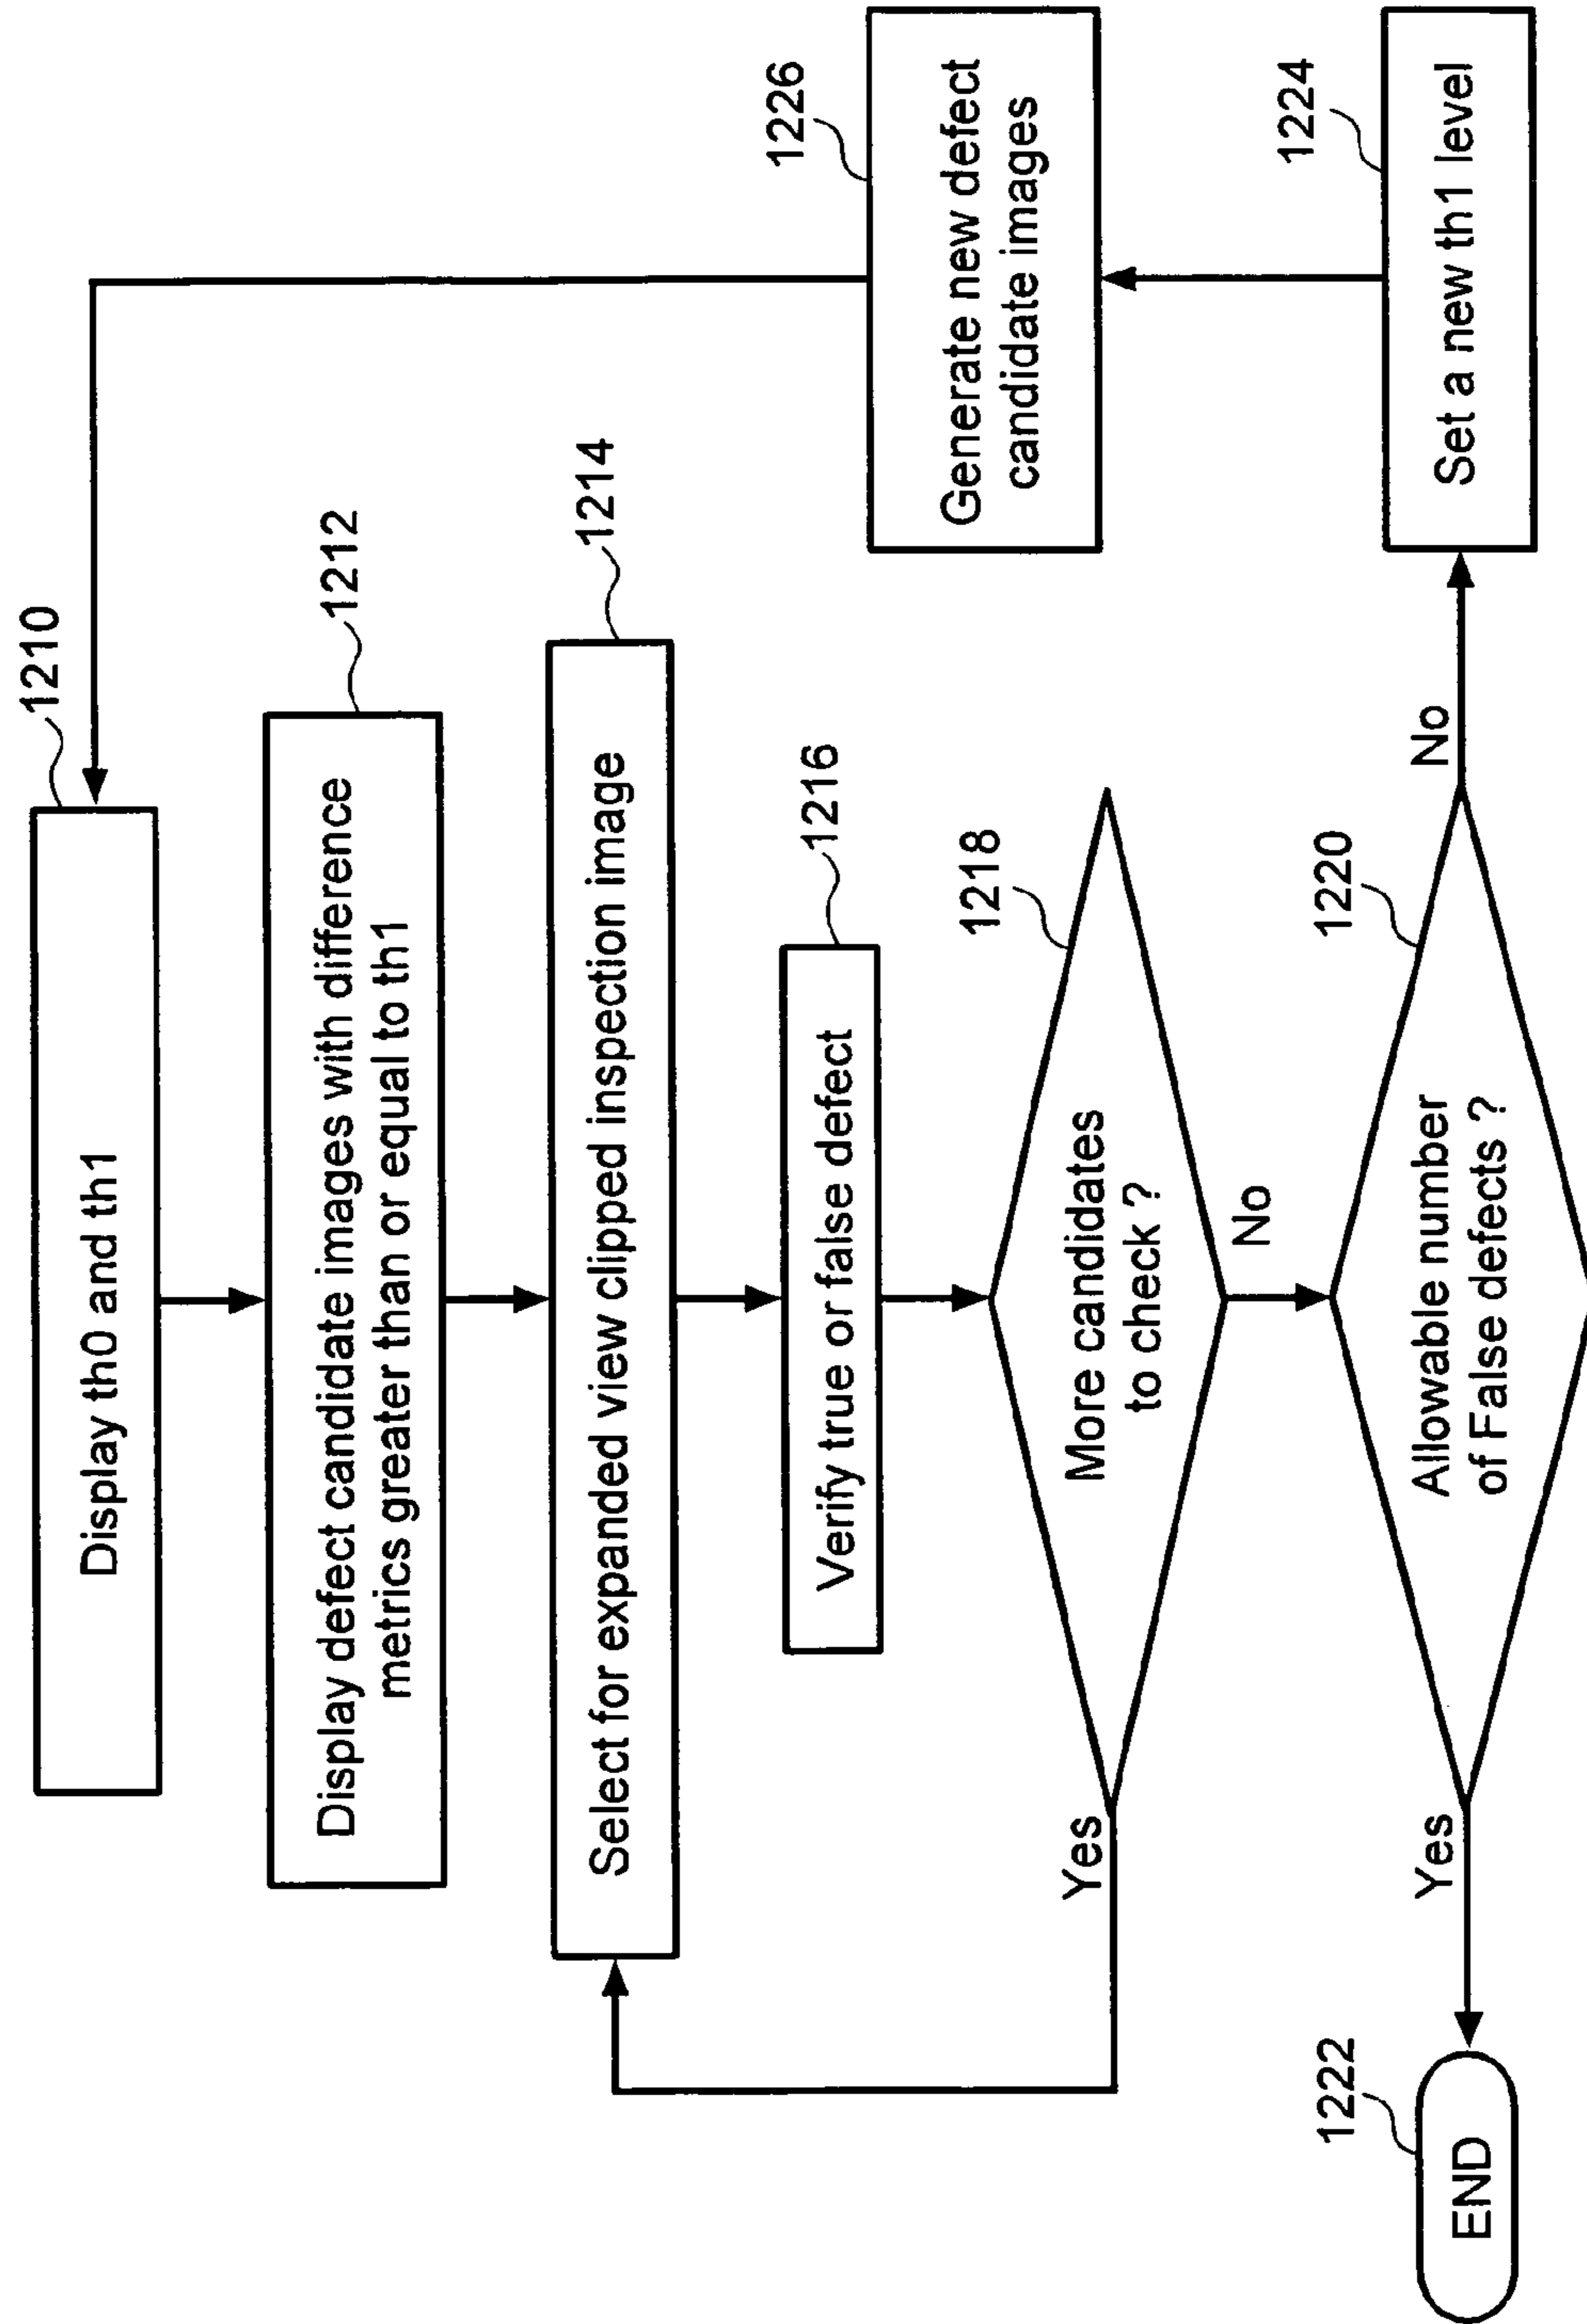 1210
Display th0 and th1
1212
Display defect candidate images with difference
metrics greater than or equal to th1
1214
Select for expanded view clipped inspection image
1216
Verify true or false defect
1218
More candidates
to check ?
Yes
No
1220
Allowable number
of False defects ?
Yes
No
1222
END
1224
Set a new th1 level
1226
Generate new defect
candidate images